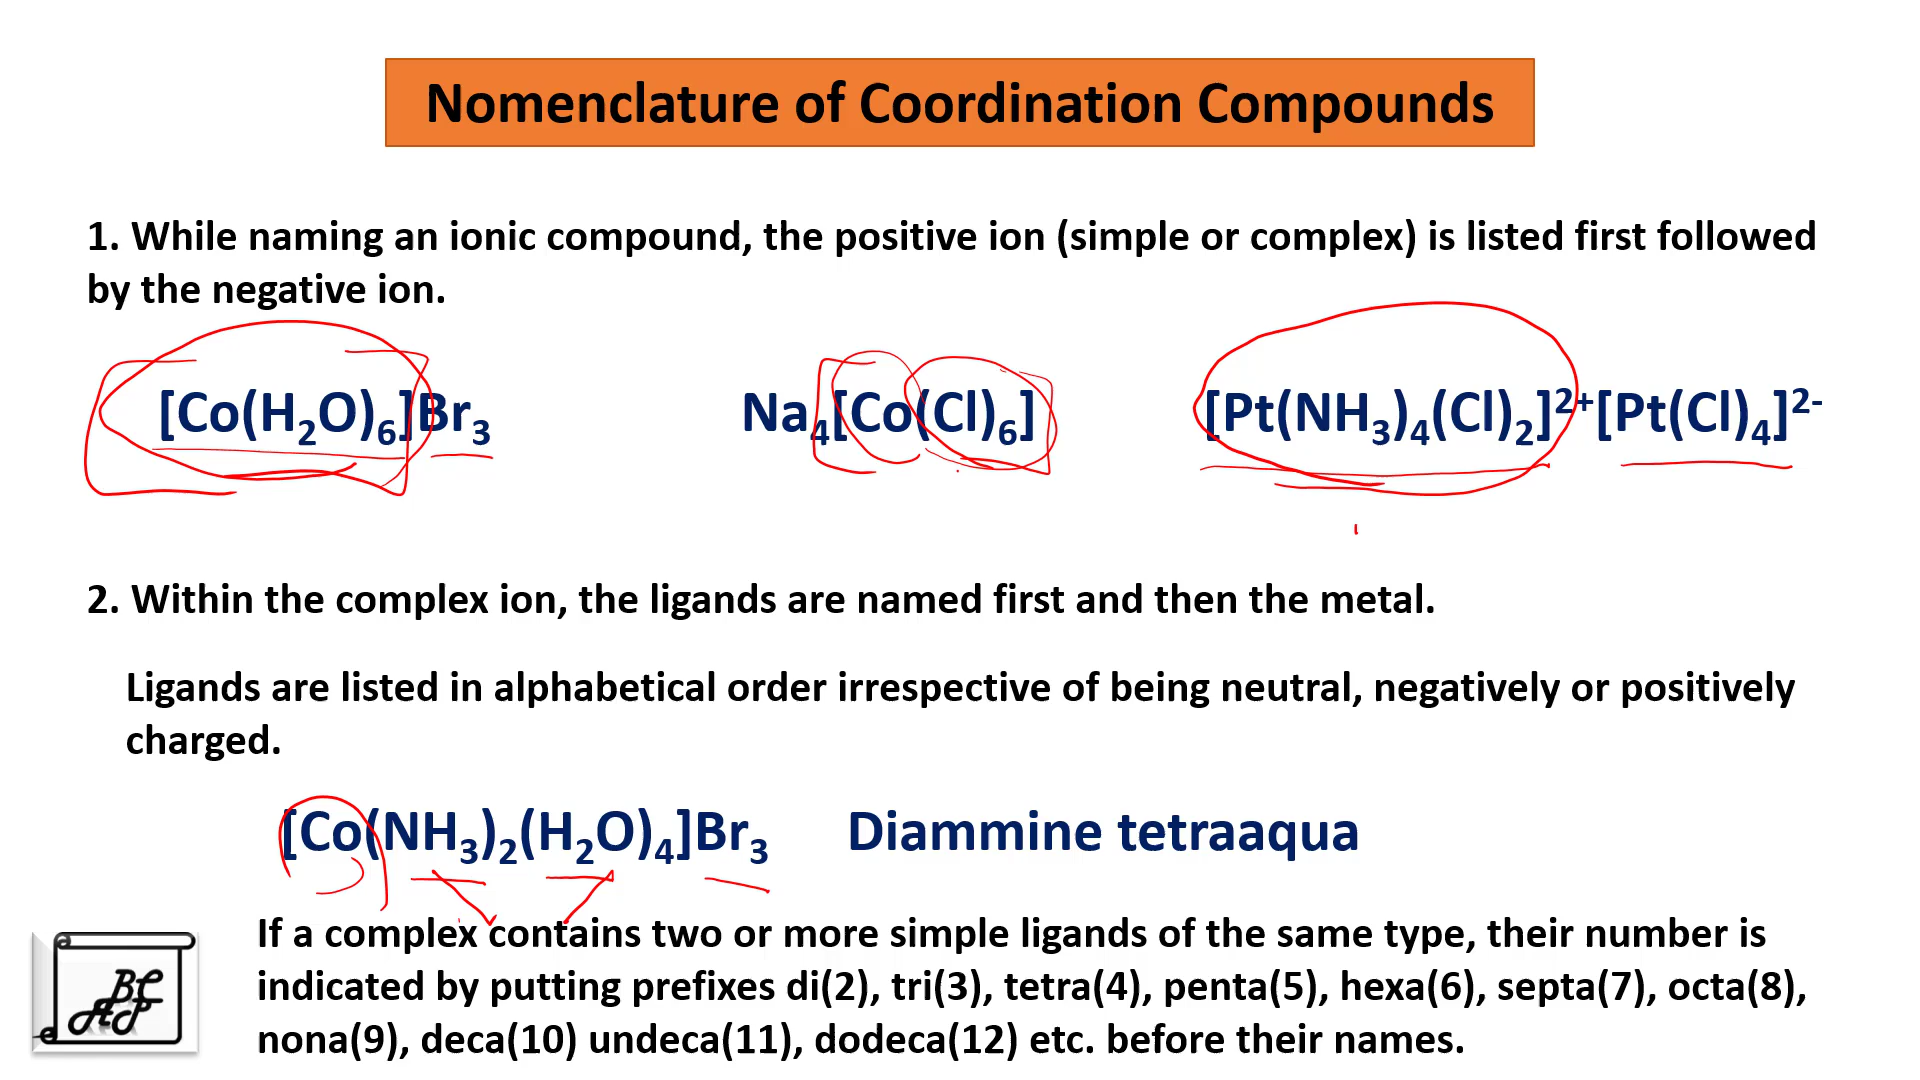 Nomenclature of Coordination Compounds
1. While naming an ionic compound, the positive ion (simple or complex) is listed first followed
by the negative ion.
[Co(H₂O)₆]Br₃ Na₄[Co(Cl)₆] [Pt(NH₃)₄(Cl)₂]²⁺[Pt(Cl)₄]²⁻
2. Within the complex ion, the ligands are named first and then the metal.
Ligands are listed in alphabetical order irrespective of being neutral, negatively or positively
charged.
[Co(NH₃)₂(H₂O)₄]Br₃ Diammine tetraaqua
If a complex contains two or more simple ligands of the same type, their number is
indicated by putting prefixes di(2), tri(3), tetra(4), penta(5), hexa(6), septa(7), octa(8),
nona(9), deca(10) undeca(11), dodeca(12) etc. before their names.